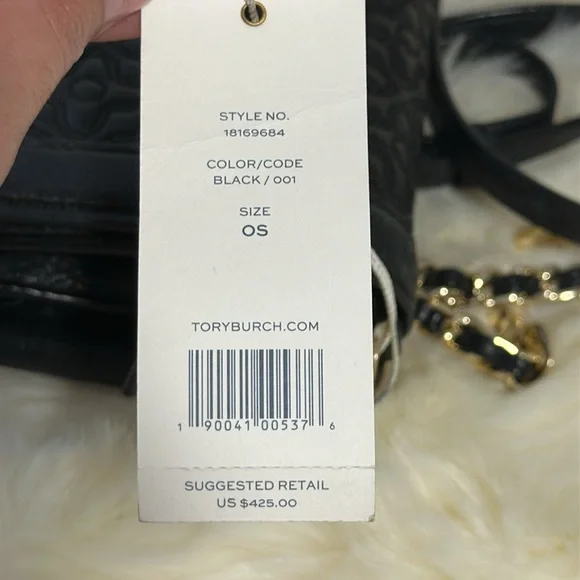 STYLE NO.
18169684
COLOR/CODE
BLACK / 001
SIZE
OS
TORYBURCH.COM
1 90041 00537 6
SUGGESTED RETAIL
US $425.00